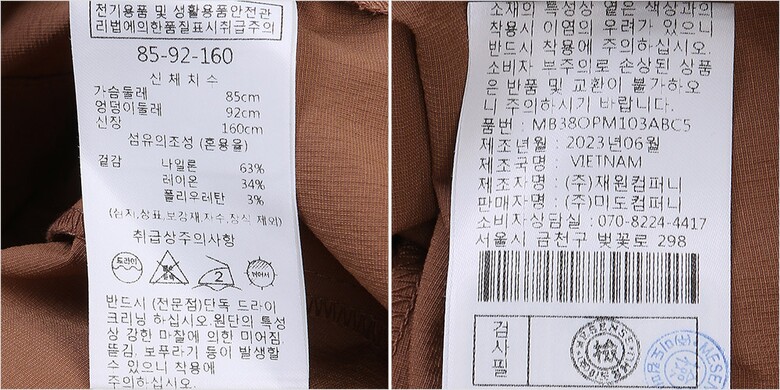 전기용품 및 생활용품안전관
리법에의한품질표시취급주의
85-92-160
신체치수
가슴둘레 85cm
엉덩이둘레 92cm
신장 160cm
섬유의조성 (혼용율)
겉감 나일론 63%
레이온 34%
폴리우레탄 3%
(심지,상표,보강재,자수,장식 제외)
취급상주의사항
드라이
2
반드시 (전문점)단독 드라이
크리닝 하십시오.원단의 특성
상 강한 마찰에 의한 미어짐,
뜯김, 보푸라기 등이 발생할
수 있으니 착용에
주의하십시오.
소재의 특성상 옅은 색상과의
착용시 이염의 우려가 있으니
반드시 착용에 주의하십시오.
소비자 부주의로 손상된 상품
은 반품 및 교환이 불가하오
니 주의하시기 바랍니다.
품번 : MB38OPM103ABC5
제조년월 : 2023년06월
제조국명 : VIETNAM
제조자명 : (주)재원컴퍼니
판매자명 : (주)미도컴퍼니
소비자상담실 : 070-8224-4417
서울시 금천구 벚꽃로 298
검사필
檢